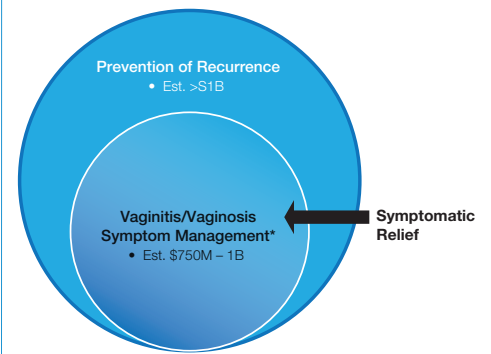 Prevention of Recurrence
• Est. >S1B
Vaginitis/Vaginosis
Symptom Management*
• Est. $750M – 1B
Symptomatic
Relief